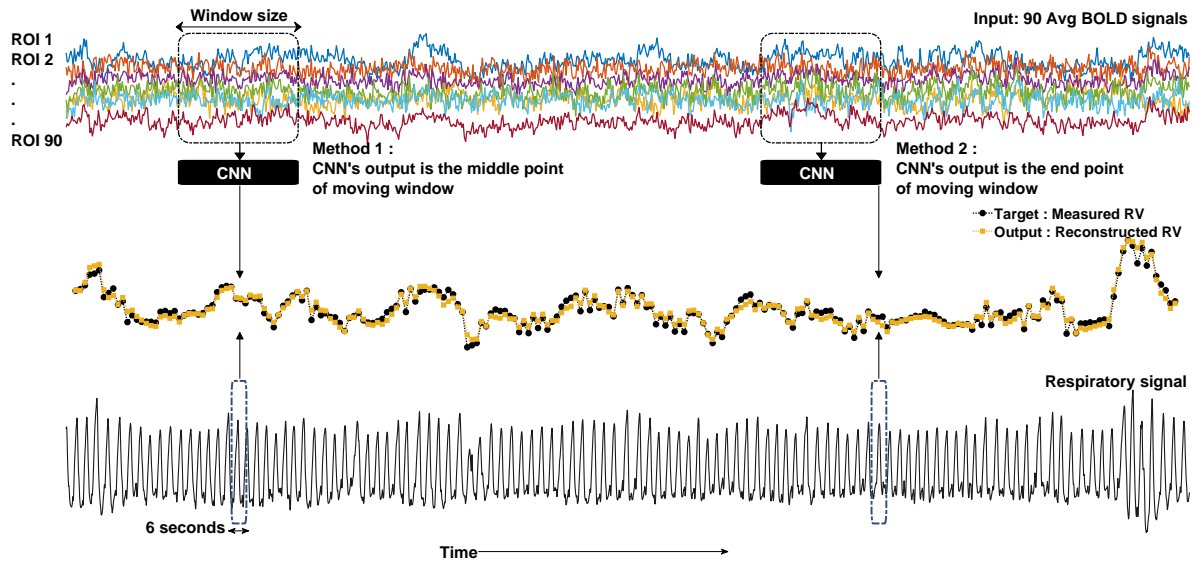 Window size
Input: 90 Avg BOLD signals
ROI 1
ROI 2
.
.
.
ROI 90
CNN
Method 1 :
CNN's output is the middle point
of moving window
CNN
Method 2 :
CNN's output is the end point
of moving window
Target : Measured RV
Output : Reconstructed RV
Respiratory signal
6 seconds
Time